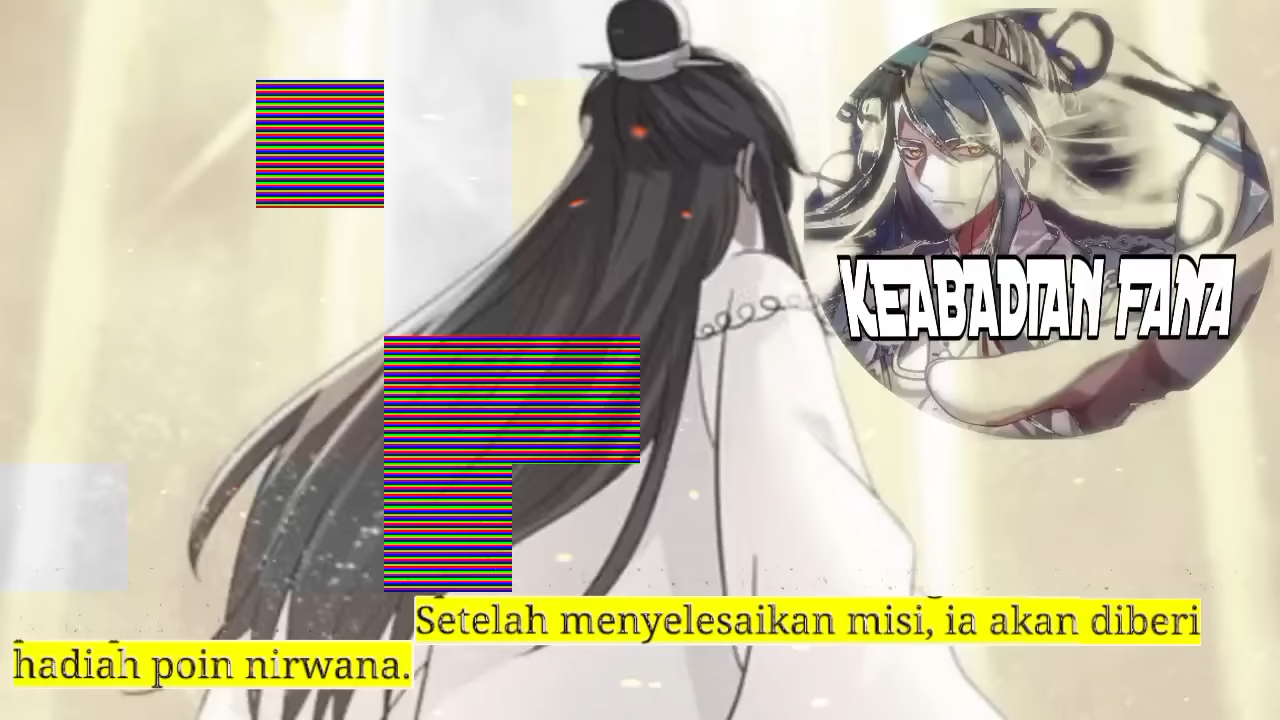 KEABADIAN FANA
Setelah menyelesaikan misi, ia akan diberi
hadiah poin nirwana.